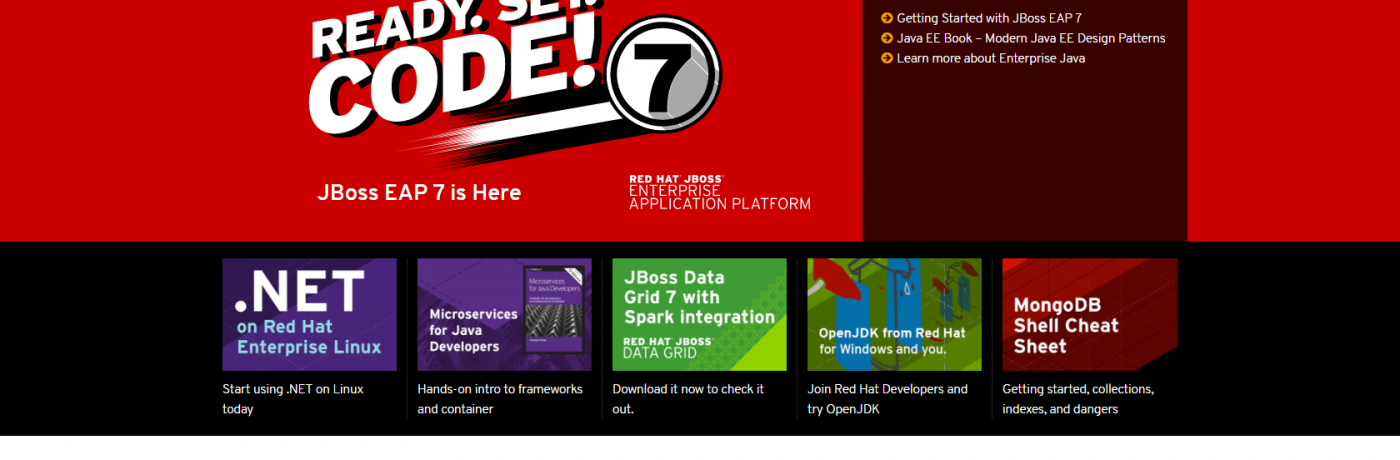 READY. SET.
CODE!
7
JBoss EAP 7 is Here
RED HAT JBOSS
ENTERPRISE
APPLICATION PLATFORM
Getting Started with JBoss EAP 7
Java EE Book – Modern Java EE Design Patterns
Learn more about Enterprise Java
.NET
on Red Hat
Enterprise Linux
Start using .NET on Linux
today
Microservices
for Java
Developers
Microservices
for Java Developers
Hands-on intro to frameworks
and container
JBoss Data
Grid 7 with
Spark integration
RED HAT JBOSS
DATA GRID
Download it now to check it
out.
OpenJDK from Red Hat
for Windows and you.
Join Red Hat Developers and
try OpenJDK
MongoDB
Shell Cheat
Sheet
Getting started, collections,
indexes, and dangers